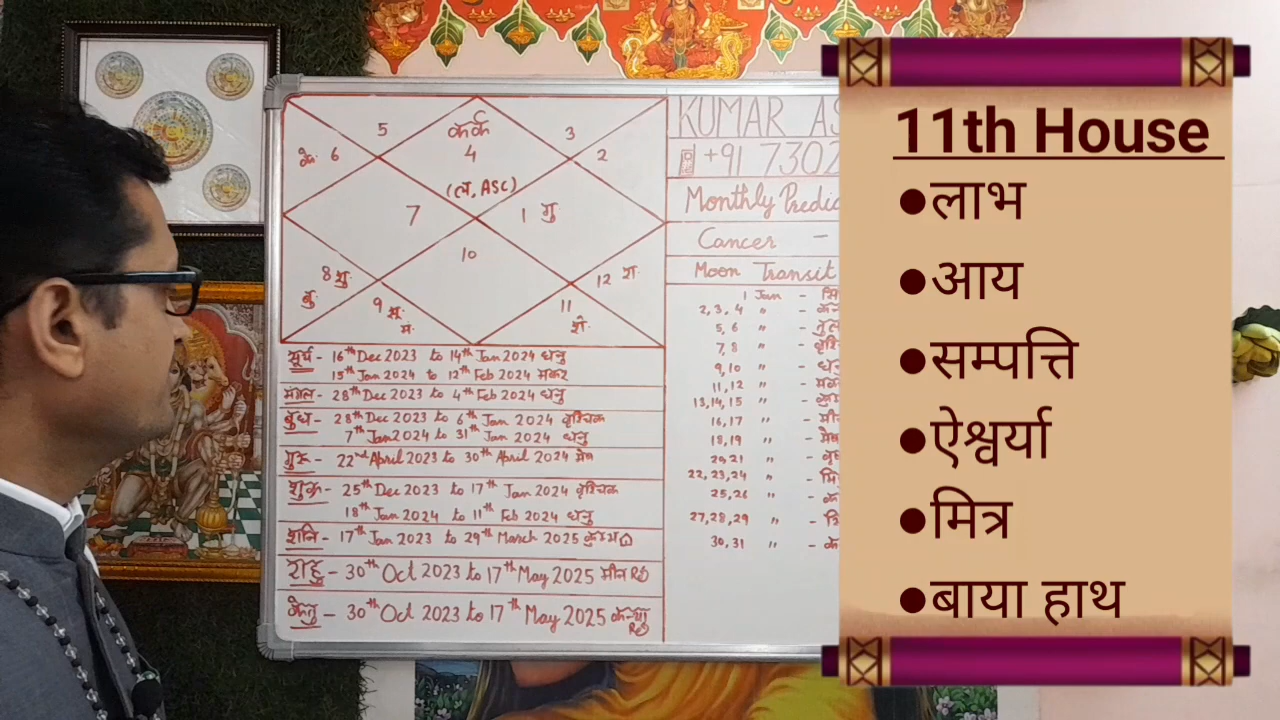 5
कर्क
3
के. 6
4
2
(ल, ASC)
7
1 गु
10
8 शु.
12 रा.
बु.
9 सू.
11
मं.
श.
सूर्य - 16th Dec 2023 to 14th Jan 2024 धनु
15th Jan 2024 to 12th Feb 2024 मकर
मंगल - 28th Dec 2023 to 4th Feb 2024 धनु
बुध - 28th Dec 2023 to 6th Jan 2024 वृश्चिक
7th Jan 2024 to 31th Jan 2024 धनु
गुरु - 22nd April 2023 to 30th April 2024 मेष
शुक्र - 25th Dec 2023 to 17th Jan 2024 वृश्चिक
18th Jan 2024 to 11th Feb 2024 धनु
शनि - 17th Jan 2023 to 29th March 2025 कुम्भ
राहु - 30th Oct 2023 to 17th May 2025 मीन
केतु - 30th Oct 2023 to 17th May 2025 कन्या
KUMAR AS
+91 7302
Monthly Predic
Cancer -
Moon Transit
1 Jan -
2, 3, 4 " -
5, 6 " -
7, 8 " -
9, 10 " -
11, 12 " -
13, 14, 15 " -
16, 17 " -
18, 19 " -
20, 21 " -
22, 23, 24 " -
25, 26 " -
27, 28, 29 " -
30, 31 " -
11th House
●लाभ
●आय
●सम्पत्ति
●ऐश्वर्या
●मित्र
●बाया हाथ